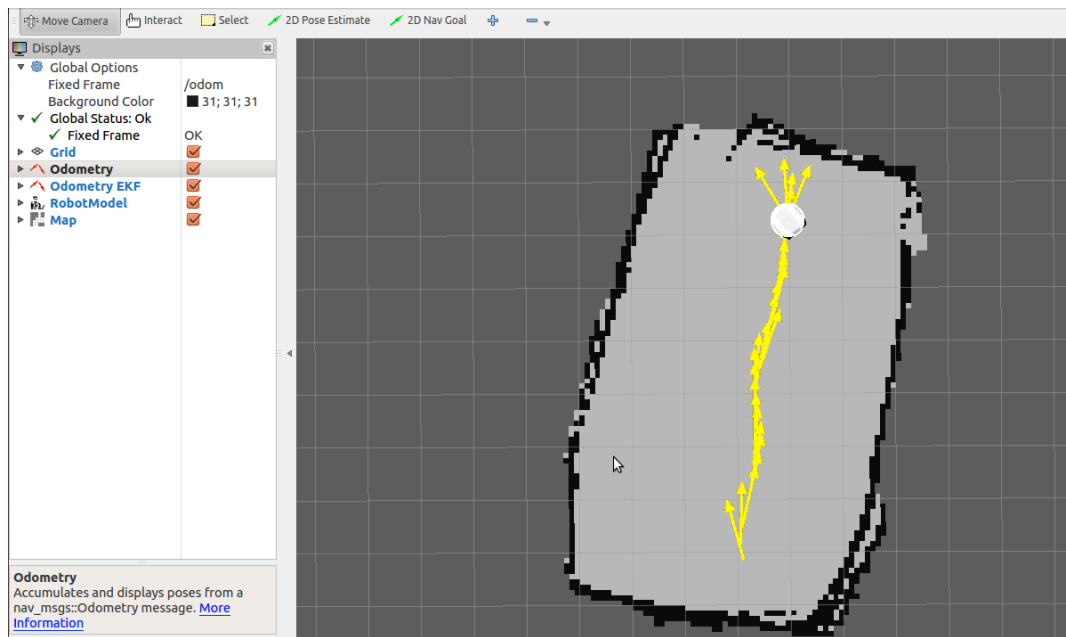 Move Camera Interact Select 2D Pose Estimate 2D Nav Goal
Displays
Global Options
Fixed Frame /odom
Background Color 31; 31; 31
Global Status: Ok
Fixed Frame OK
Grid
Odometry
Odometry EKF
RobotModel
Map
Odometry
Accumulates and displays poses from a
nav_msgs::Odometry message. More
Information